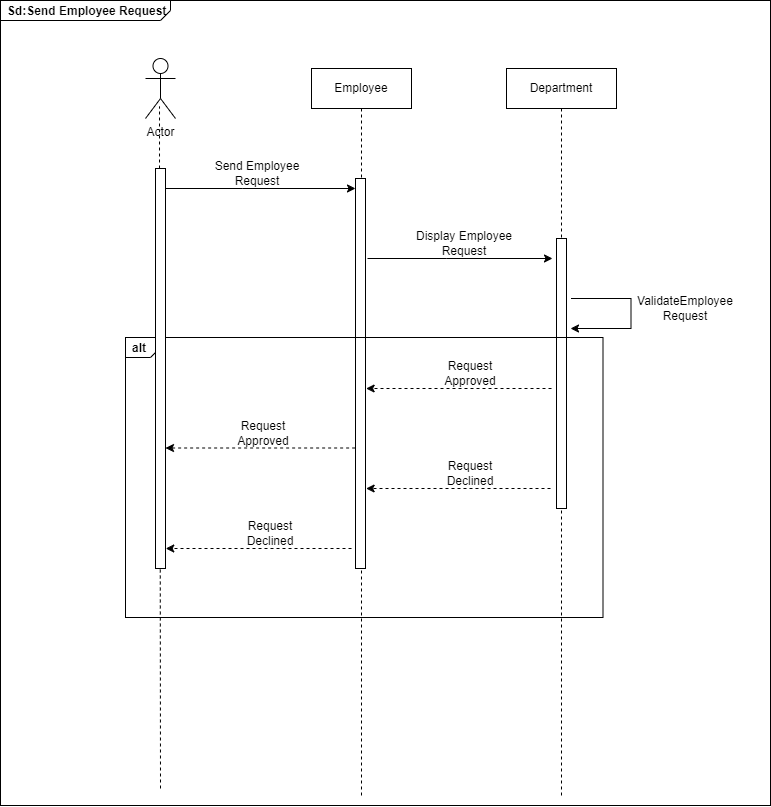 Sd:Send Employee Request
Actor
Employee
Department
Send Employee
Request
Display Employee
Request
ValidateEmployee
Request
alt
Request
Approved
Request
Approved
Request
Declined
Request
Declined